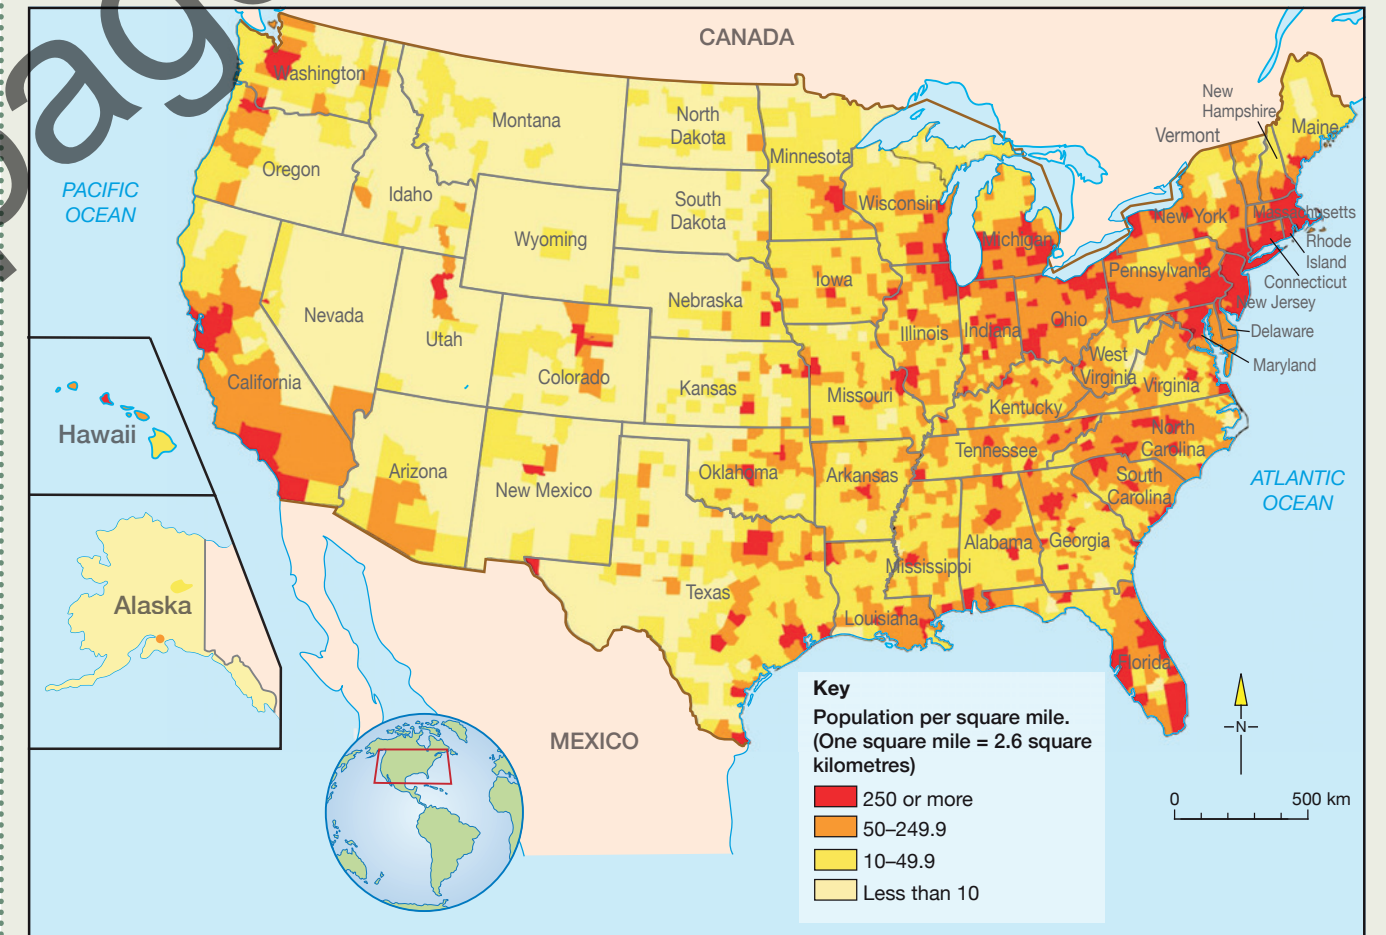 CANADA
Washington
Montana
North
Dakota
Minnesota
New
Hampshire
Vermont
Maine
PACIFIC
OCEAN
Oregon
Idaho
Wyoming
South
Dakota
Wisconsin
Michigan
New York
Massachusetts
Rhode
Island
Connecticut
New Jersey
Pennsylvania
Delaware
Maryland
Nevada
Utah
Colorado
Nebraska
Iowa
Illinois
Indiana
Ohio
West
Virginia
Virginia
California
Kansas
Missouri
Kentucky
North
Carolina
Tennessee
South
Carolina
Hawaii
Arizona
New Mexico
Oklahoma
Arkansas
ATLANTIC
OCEAN
Alabama
Georgia
Mississippi
Texas
Louisiana
Florida
Alaska
MEXICO
Key
Population per square mile.
(One square mile = 2.6 square
kilometres)
250 or more
50–249.9
10–49.9
Less than 10
N
0 500 km